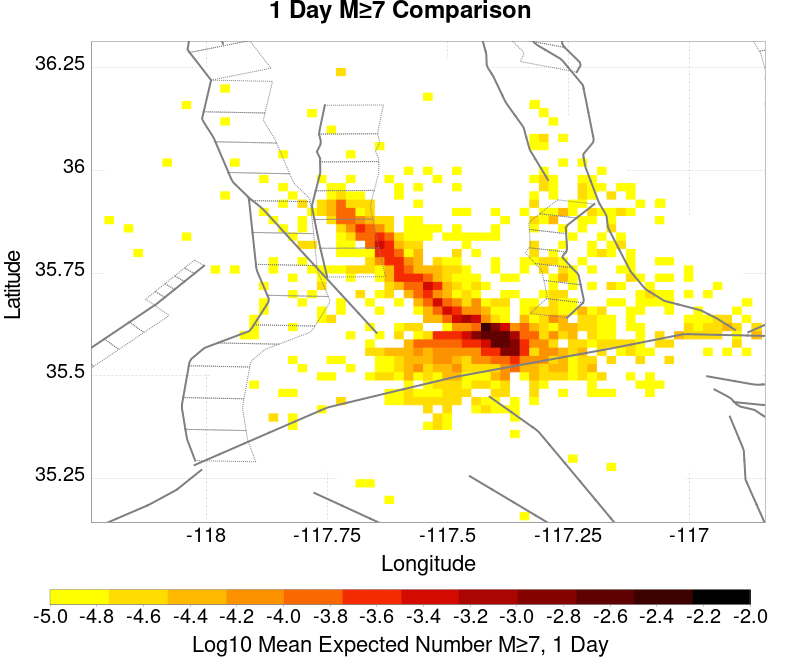 1 Day M≥7 Comparison
36.25
36
35.75
35.5
35.25
Latitude
-118 -117.75 -117.5 -117.25 -117
Longitude
-5.0 -4.8 -4.6 -4.4 -4.2 -4.0 -3.8 -3.6 -3.4 -3.2 -3.0 -2.8 -2.6 -2.4 -2.2 -2.0
Log10 Mean Expected Number M≥7, 1 Day